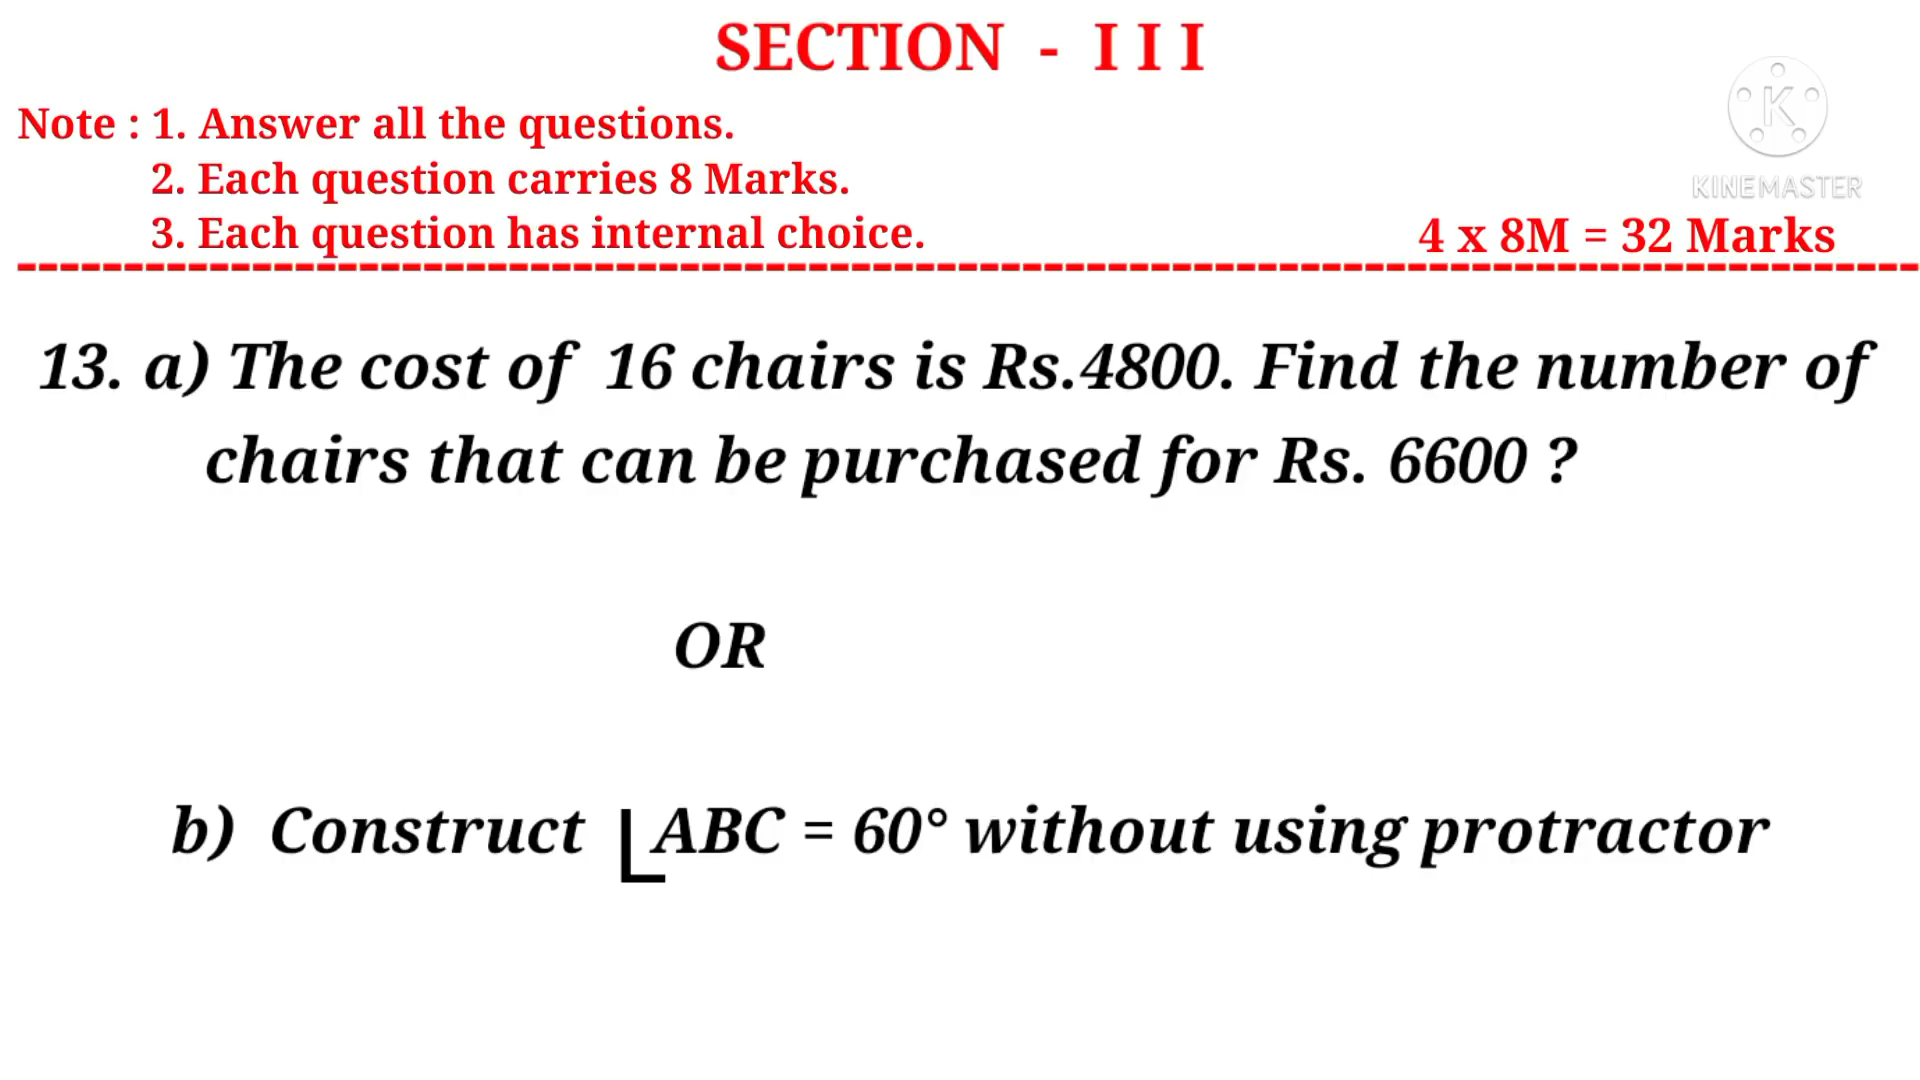 SECTION - I I I
Note : 1. Answer all the questions.
2. Each question carries 8 Marks.
3. Each question has internal choice.
4 x 8M = 32 Marks
K
KINEMASTER
13. a) The cost of 16 chairs is Rs.4800. Find the number of
chairs that can be purchased for Rs. 6600 ?
OR
b) Construct ∟ABC = 60° without using protractor